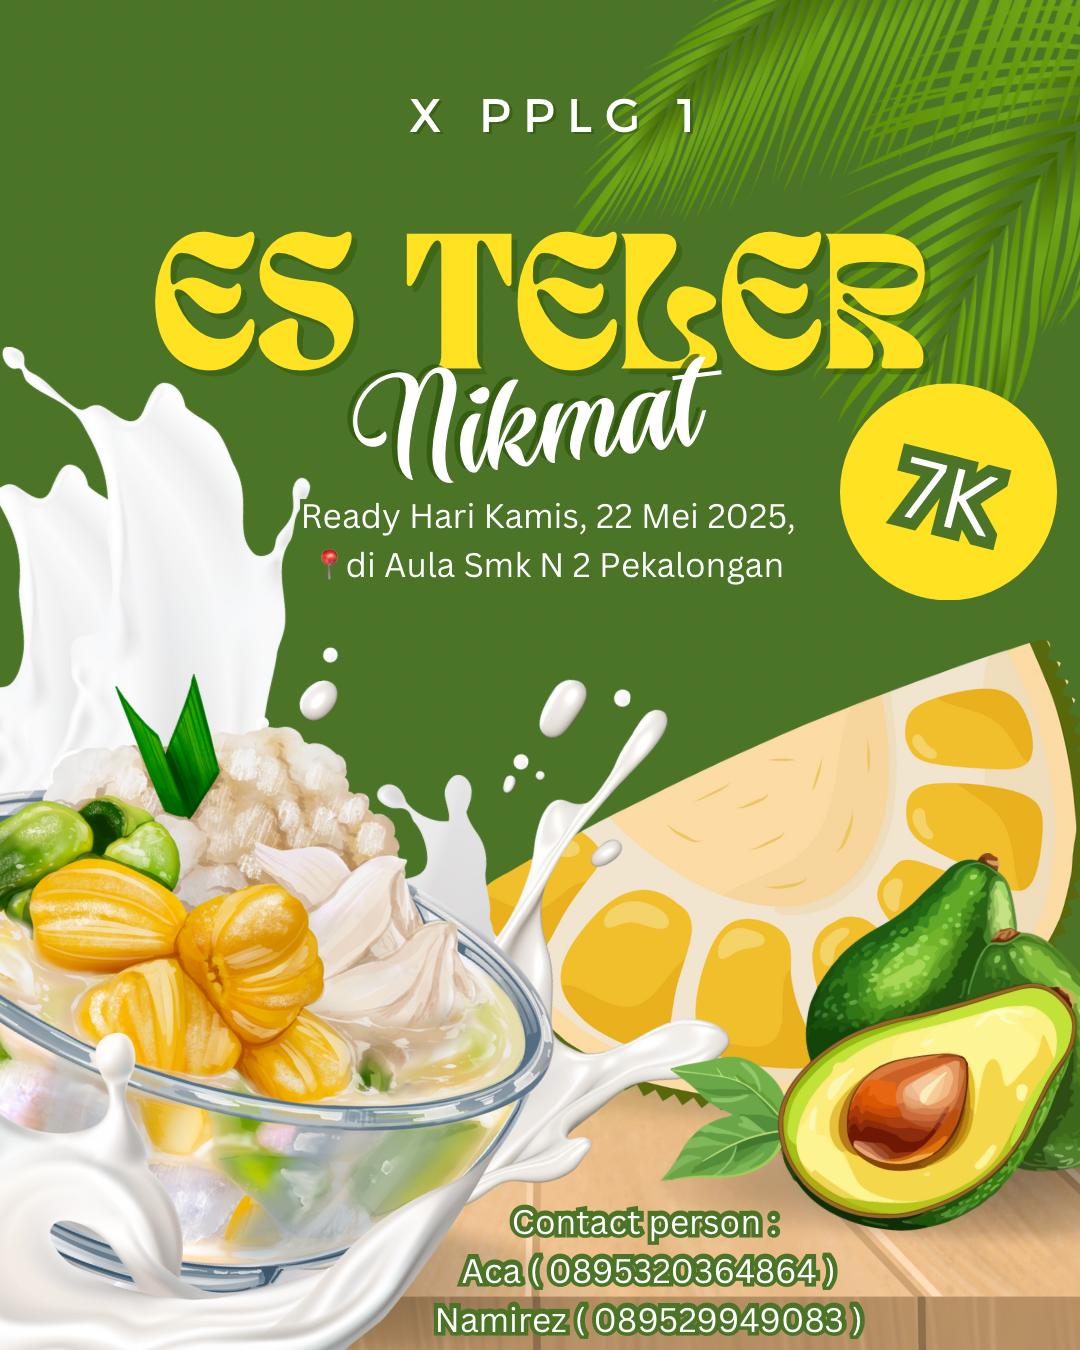 X PPLG 1
ES TELER
Nikmat
7K
Ready Hari Kamis, 22 Mei 2025,
📍di Aula Smk N 2 Pekalongan
Contact person :
Aca ( 0895320364864 )
Namirez ( 089529949083 )